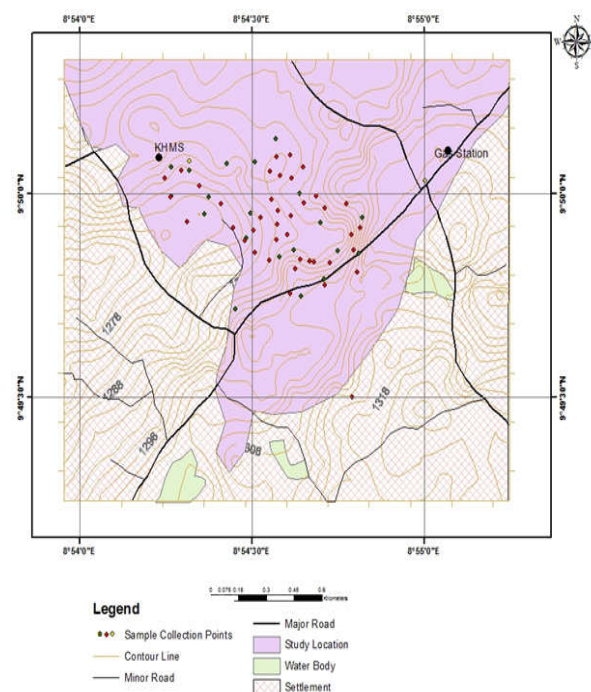 8°54'0"E 8°54'30"E 8°55'0"E
N
W E
S
KHMS
Gas Station
9°50'0"N 9°50'0"N
1278
1288
1298
1318
9°49'30"N 9°49'30"N
8°54'0"E 8°54'30"E 8°55'0"E
Kilometers
Legend
Sample Collection Points
Contour Line
Minor Road
Major Road
Study Location
Water Body
Settlement